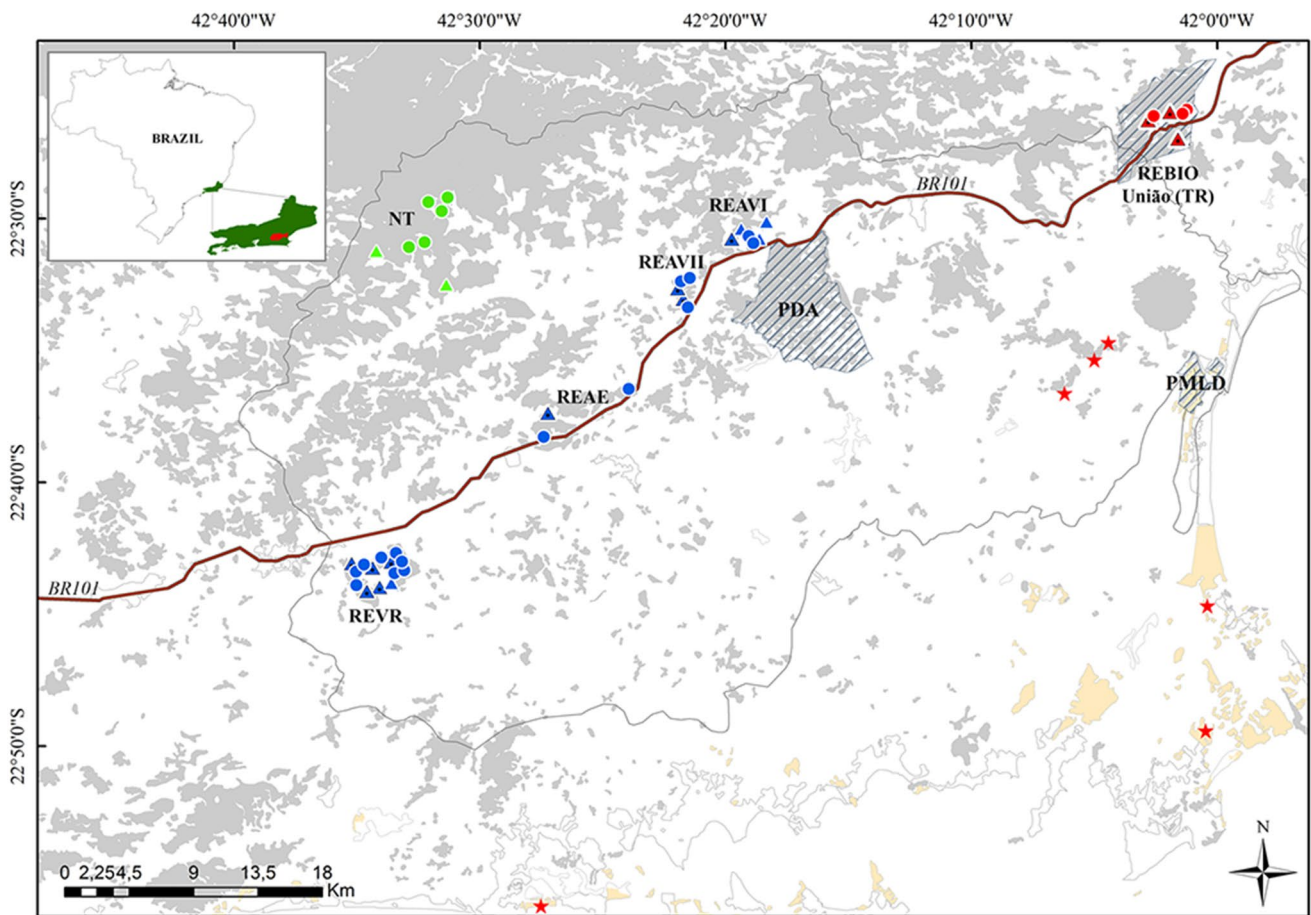 42°40'0"W 42°30'0"W 42°20'0"W 42°10'0"W 42°0'0"W
BRAZIL
22°30'0"S
22°40'0"S
22°50'0"S
NT
REAVI
REAVII
BR101
REBIO
União (TR)
PDA
PMLD
REAE
BR101
REVR
0 2,254,5 9 13,5 18
Km
N